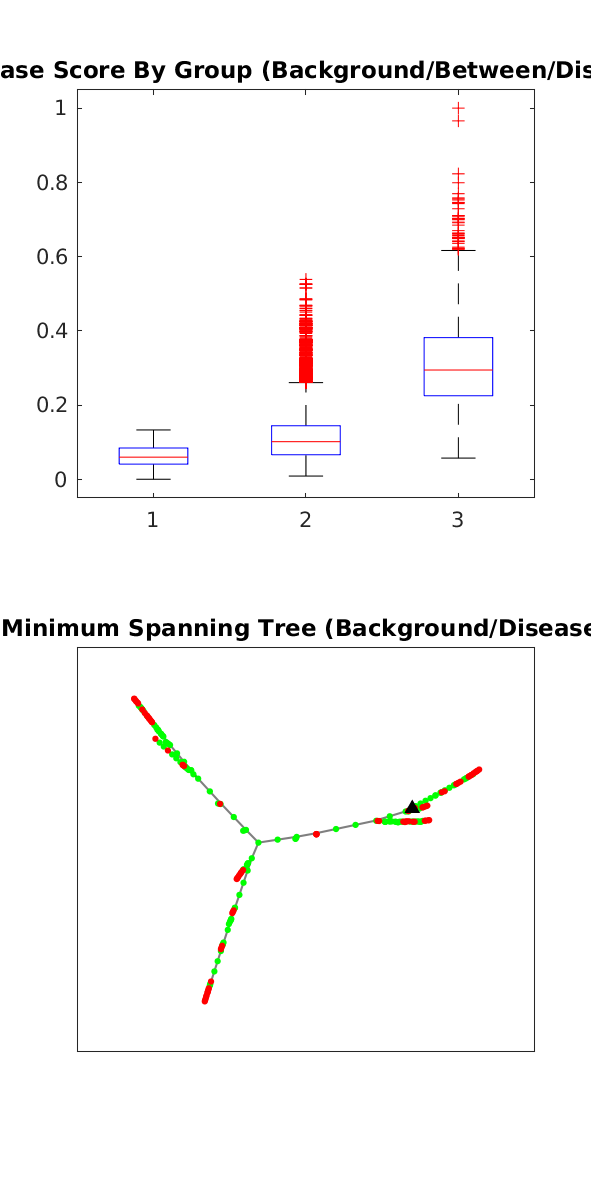 ase Score By Group (Background/Between/Dis
1
0.8
0.6
0.4
0.2
0
1 2 3
Minimum Spanning Tree (Background/Disease